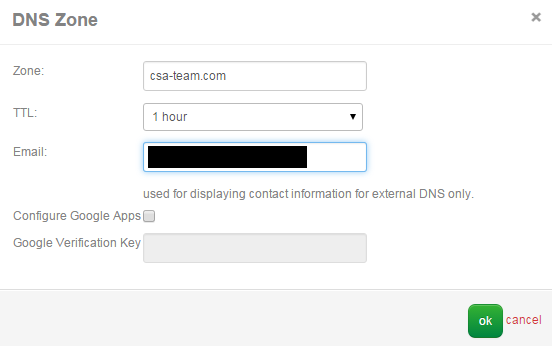 DNS Zone ×
Zone: csa-team.com
TTL: 1 hour
Email:
used for displaying contact information for external DNS only.
Configure Google Apps
Google Verification Key
ok cancel